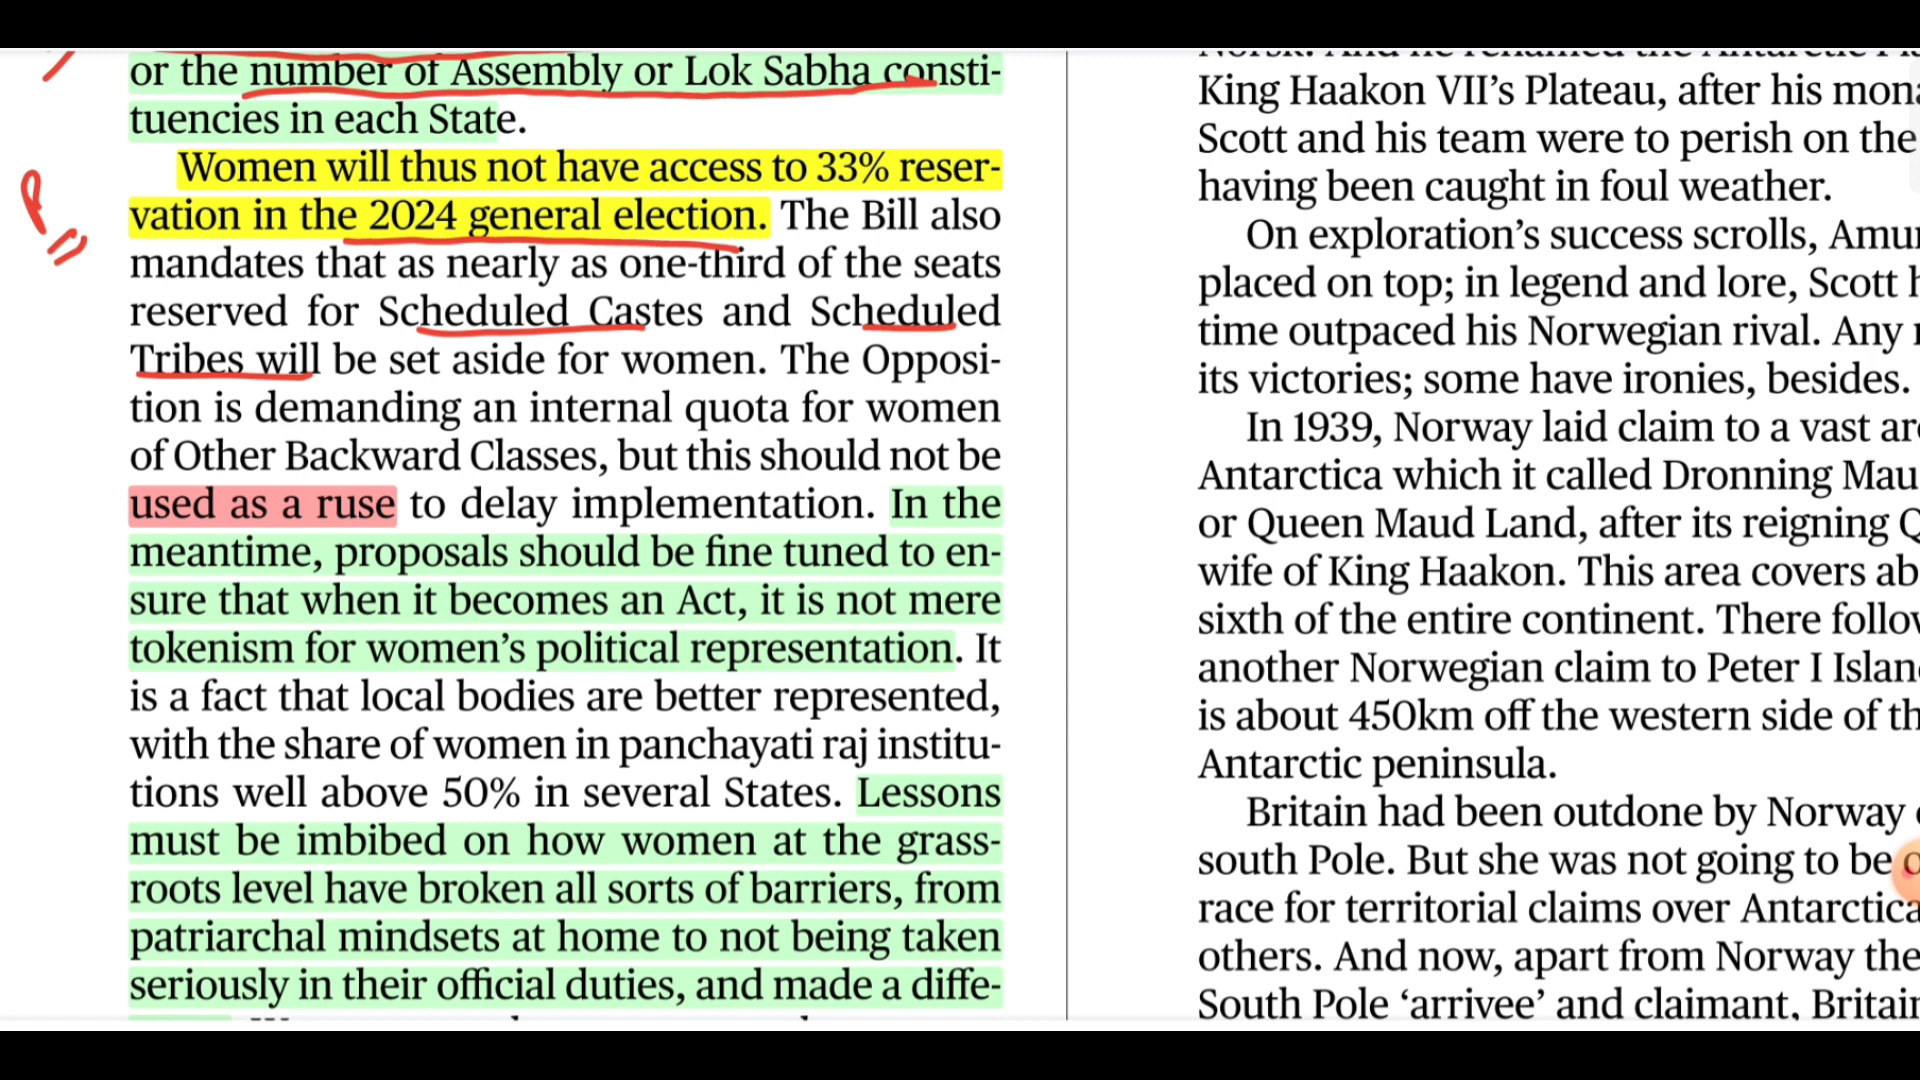 or the number of Assembly or Lok Sabha consti-
tuencies in each State.
Women will thus not have access to 33% reser-
vation in the 2024 general election. The Bill also
mandates that as nearly as one-third of the seats
reserved for Scheduled Castes and Scheduled
Tribes will be set aside for women. The Opposi-
tion is demanding an internal quota for women
of Other Backward Classes, but this should not be
used as a ruse to delay implementation. In the
meantime, proposals should be fine tuned to en-
sure that when it becomes an Act, it is not mere
tokenism for women’s political representation. It
is a fact that local bodies are better represented,
with the share of women in panchayati raj institu-
tions well above 50% in several States. Lessons
must be imbibed on how women at the grass-
roots level have broken all sorts of barriers, from
patriarchal mindsets at home to not being taken
seriously in their official duties, and made a diffe-
King Haakon VII’s Plateau, after his
Scott and his team were to perish on the
having been caught in foul weather.
On exploration’s success scrolls,
placed on top; in legend and lore, Scott
time outpaced his Norwegian rival. Any
its victories; some have ironies, besides.
In 1939, Norway laid claim to a vast
Antarctica which it called Dronning
or Queen Maud Land, after its reigning
wife of King Haakon. This area covers
sixth of the entire continent. There
another Norwegian claim to Peter I
is about 450km off the western side of
Antarctic peninsula.
Britain had been outdone by Norway
south Pole. But she was not going to be
race for territorial claims over
others. And now, apart from Norway
South Pole ‘arrivee’ and claimant,